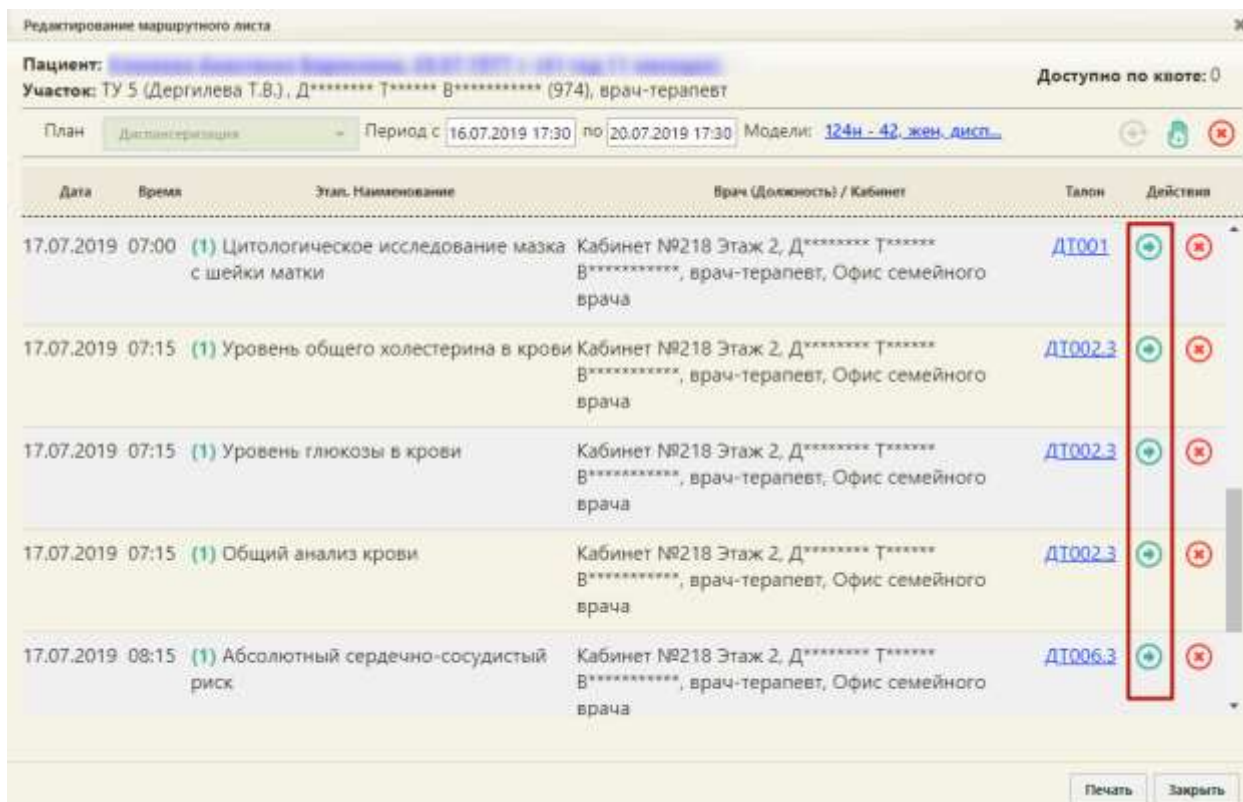 Редактирование маршрутного листа
Пациент:
Доступно по квоте: 0
Участок: ТУ 5 (Дергилева Т.В.), Д******** Т****** В*********** (974), врач-терапевт
План Диспансеризация Период с 16.07.2019 17:30 по 20.07.2019 17:30 Модели: 124н - 42, жен, дисп...
Дата Время Этап. Наименование Врач (Должность) / Кабинет Талон Действия
17.07.2019 07:00 (1) Цитологическое исследование мазка Кабинет №218 Этаж 2, Д******** Т****** ДТ001
с шейки матки В***********, врач-терапевт, Офис семейного
врача
17.07.2019 07:15 (1) Уровень общего холестерина в крови Кабинет №218 Этаж 2, Д******** Т****** ДТ002.3
В***********, врач-терапевт, Офис семейного
врача
17.07.2019 07:15 (1) Уровень глюкозы в крови Кабинет №218 Этаж 2, Д******** Т****** ДТ002.3
В***********, врач-терапевт, Офис семейного
врача
17.07.2019 07:15 (1) Общий анализ крови Кабинет №218 Этаж 2, Д******** Т****** ДТ002.3
В***********, врач-терапевт, Офис семейного
врача
17.07.2019 08:15 (1) Абсолютный сердечно-сосудистый Кабинет №218 Этаж 2, Д******** Т****** ДТ006.3
риск В***********, врач-терапевт, Офис семейного
врача
Печать Закрыть